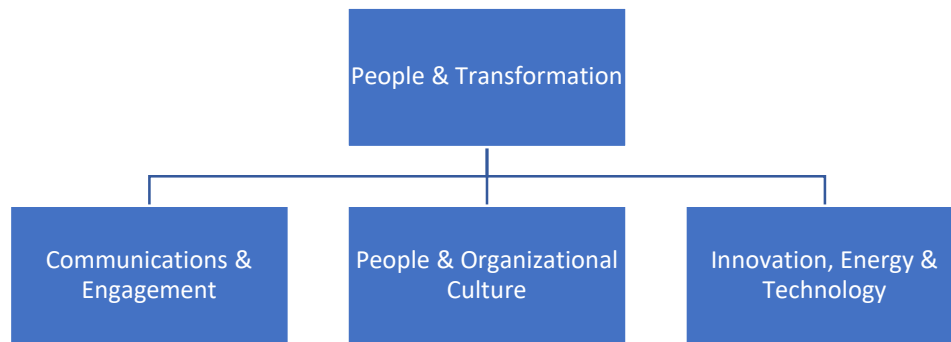 People & Transformation
Communications &
Engagement
People & Organizational
Culture
Innovation, Energy &
Technology